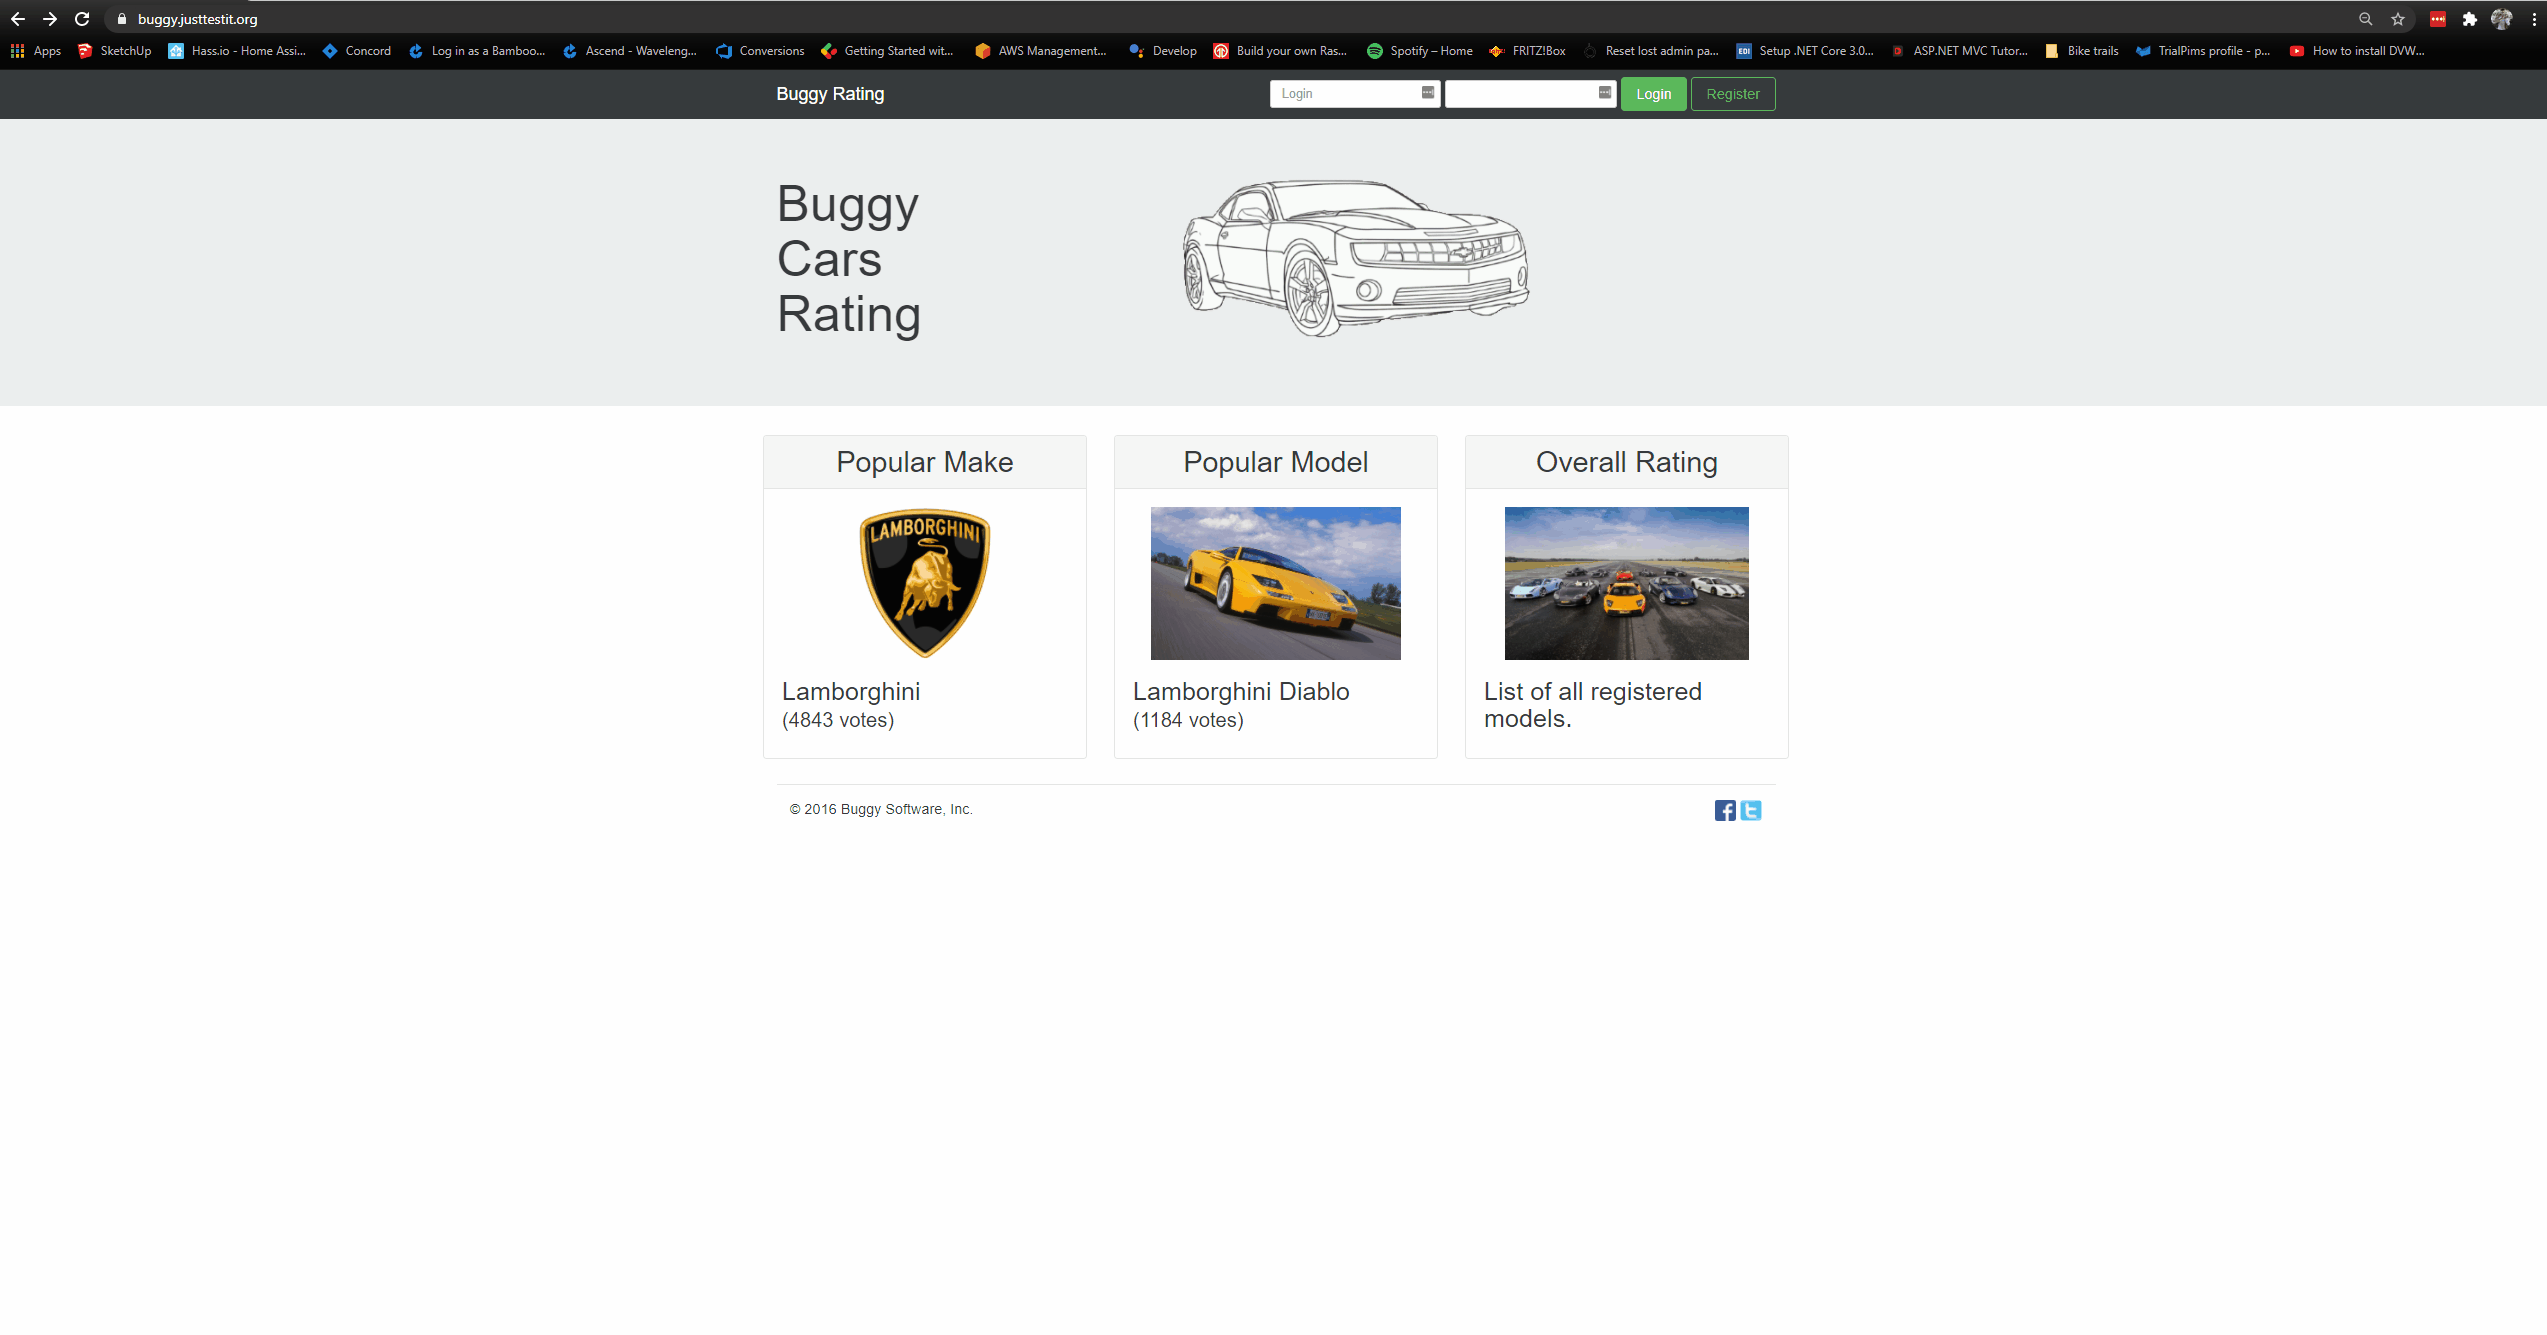 buggy.justtestit.org
Apps SketchUp Hass.io - Home Assi... Concord Log in as a Bamboo... Ascend - Waveleng... Conversions Getting Started wit... AWS Management... Develop Build your own Ras... Spotify – Home FRITZ!Box Reset lost admin pa... EDI Setup .NET Core 3.0... ASP.NET MVC Tutor... Bike trails TrialPims profile - p... How to install DVW...
Buggy Rating Login Login Register
Buggy
Cars
Rating
Popular Make
LAMBORGHINI
Lamborghini
(4843 votes)
Popular Model
Lamborghini Diablo
(1184 votes)
Overall Rating
List of all registered
models.
© 2016 Buggy Software, Inc.